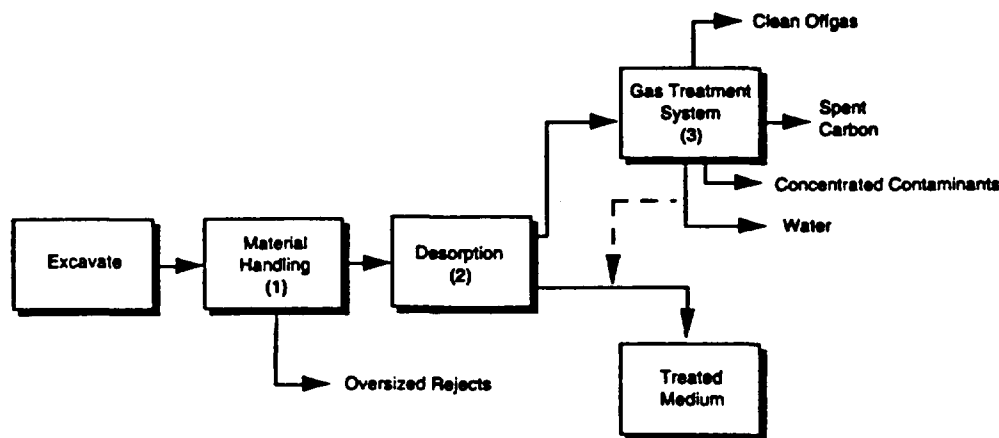 Clean Offgas
Gas Treatment
System
(3)
Spent
Carbon
Concentrated Contaminants
Water
Excavate
Material
Handling
(1)
Desorption
(2)
Oversized Rejects
Treated
Medium